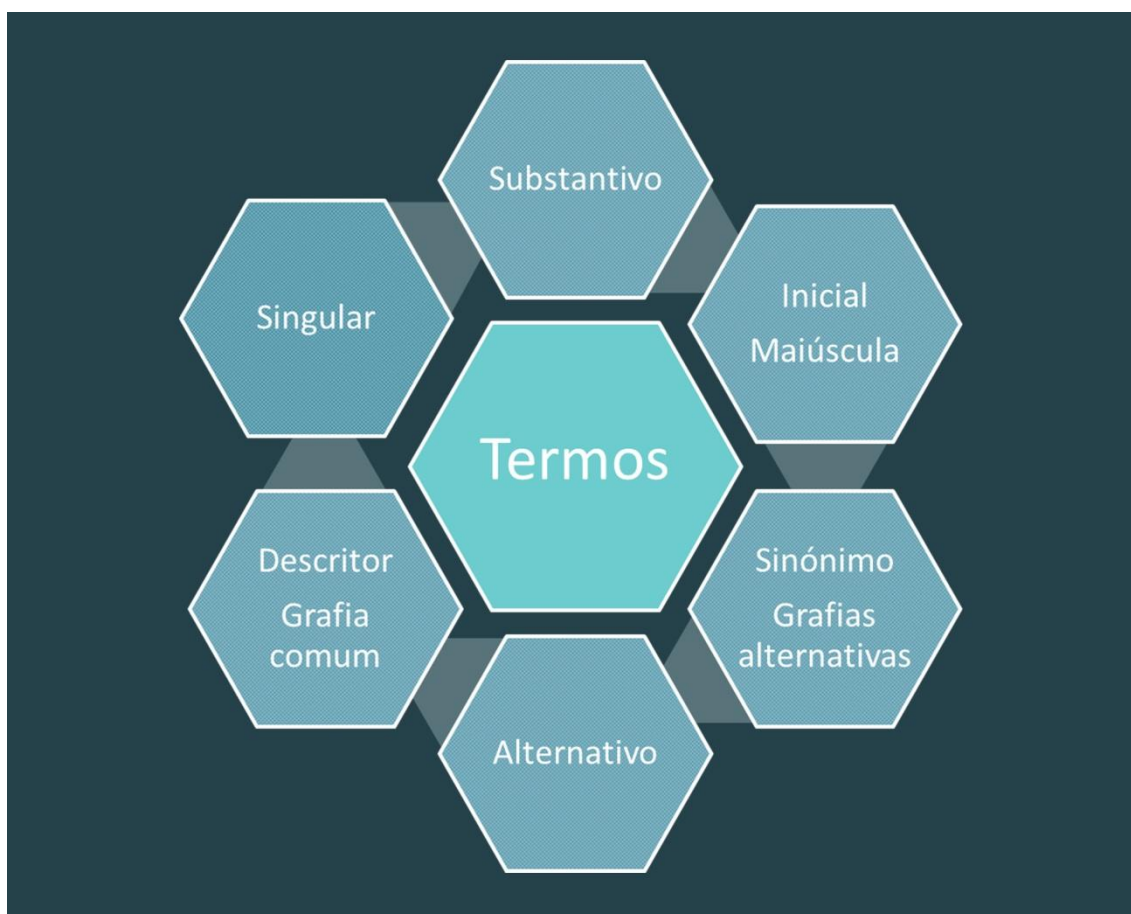 Substantivo
Singular
Inicial
Maiúscula
Termos
Descritor
Grafia
comum
Sinónimo
Grafias
alternativas
Alternativo